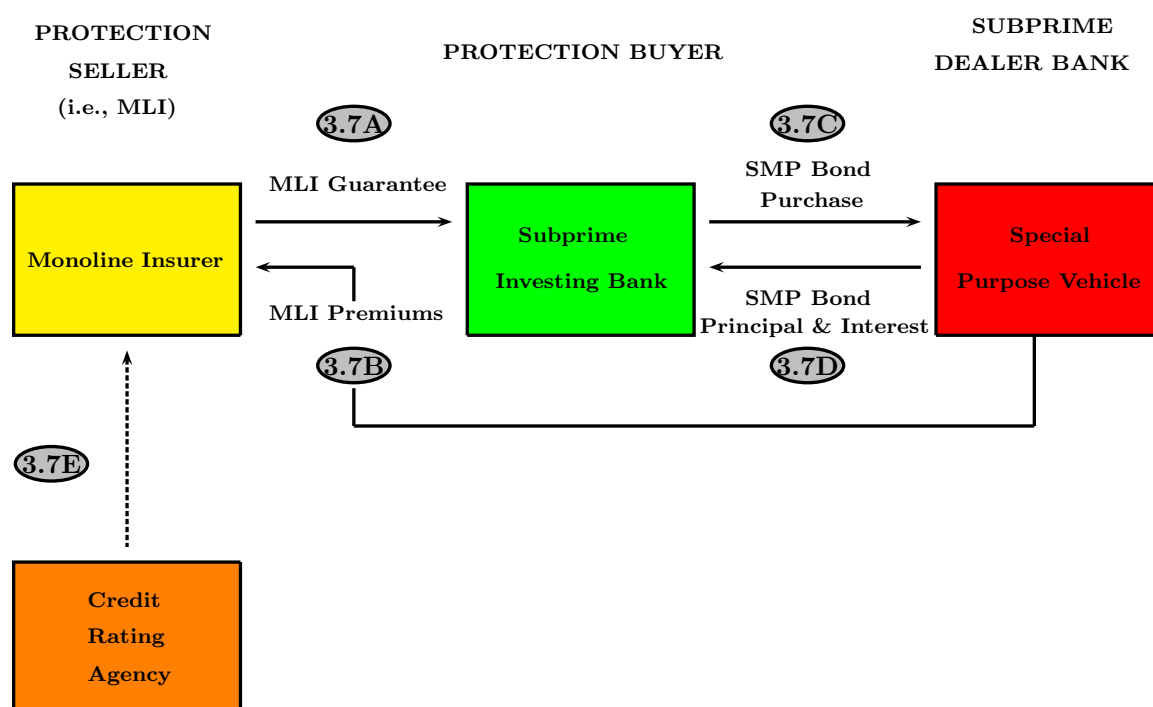 PROTECTION
SELLER
(i.e., MLI)
PROTECTION BUYER
SUBPRIME
DEALER BANK
3.7A
3.7C
MLI Guarantee
SMP Bond
Purchase
Monoline Insurer
Subprime
Investing Bank
Special
Purpose Vehicle
MLI Premiums
SMP Bond
Principal & Interest
3.7B
3.7D
3.7E
Credit
Rating
Agency